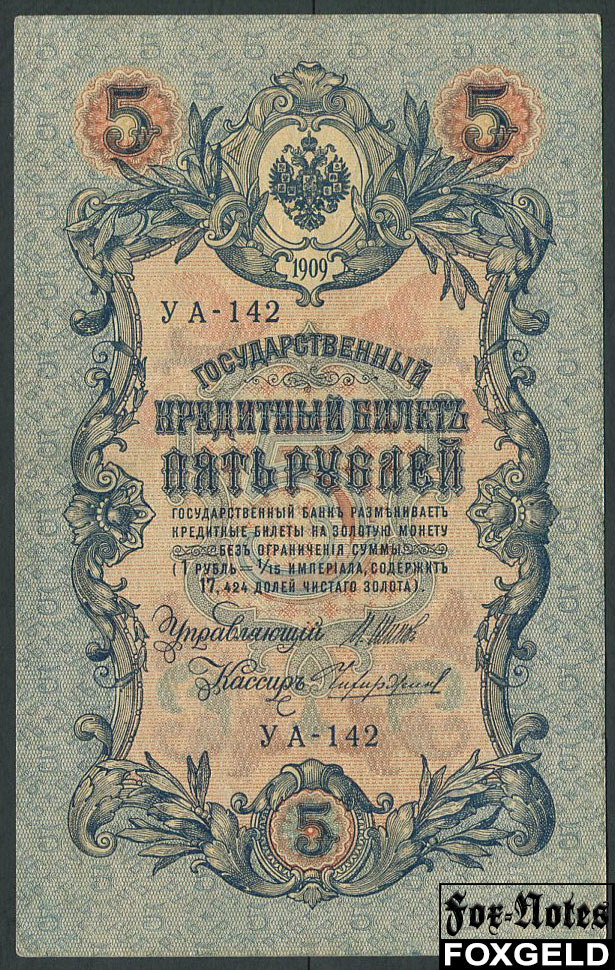 5 5
1909
УА-142
ГОСУДАРСТВЕННЫЙ
КРЕДИТНЫЙ БИЛЕТЪ
ПЯТЬ РУБЛЕЙ
ГОСУДАРСТВЕННЫЙ БАНКЪ РАЗМѢНИВАЕТЪ
КРЕДИТНЫЕ БИЛЕТЫ НА ЗОЛОТУЮ МОНЕТУ
БЕЗЪ ОГРАНИЧЕНІЯ СУММЫ
(1 РУБЛЬ = 1/15 ИМПЕРІАЛА, СОДЕРЖИТЪ
17,424 ДОЛЕЙ ЧИСТАГО ЗОЛОТА).
Управляющій
Кассиръ
УА-142
5
Fox-Notes
FOXGELD